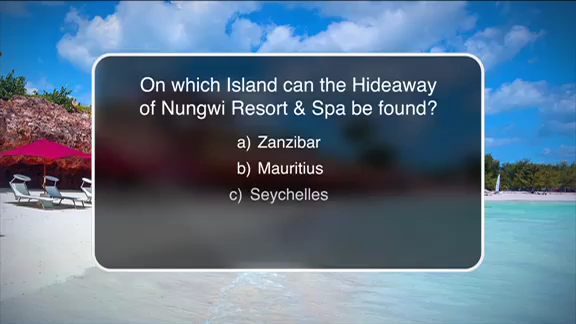 On which Island can the Hideaway
of Nungwi Resort & Spa be found?
a) Zanzibar
b) Mauritius
c) Seychelles